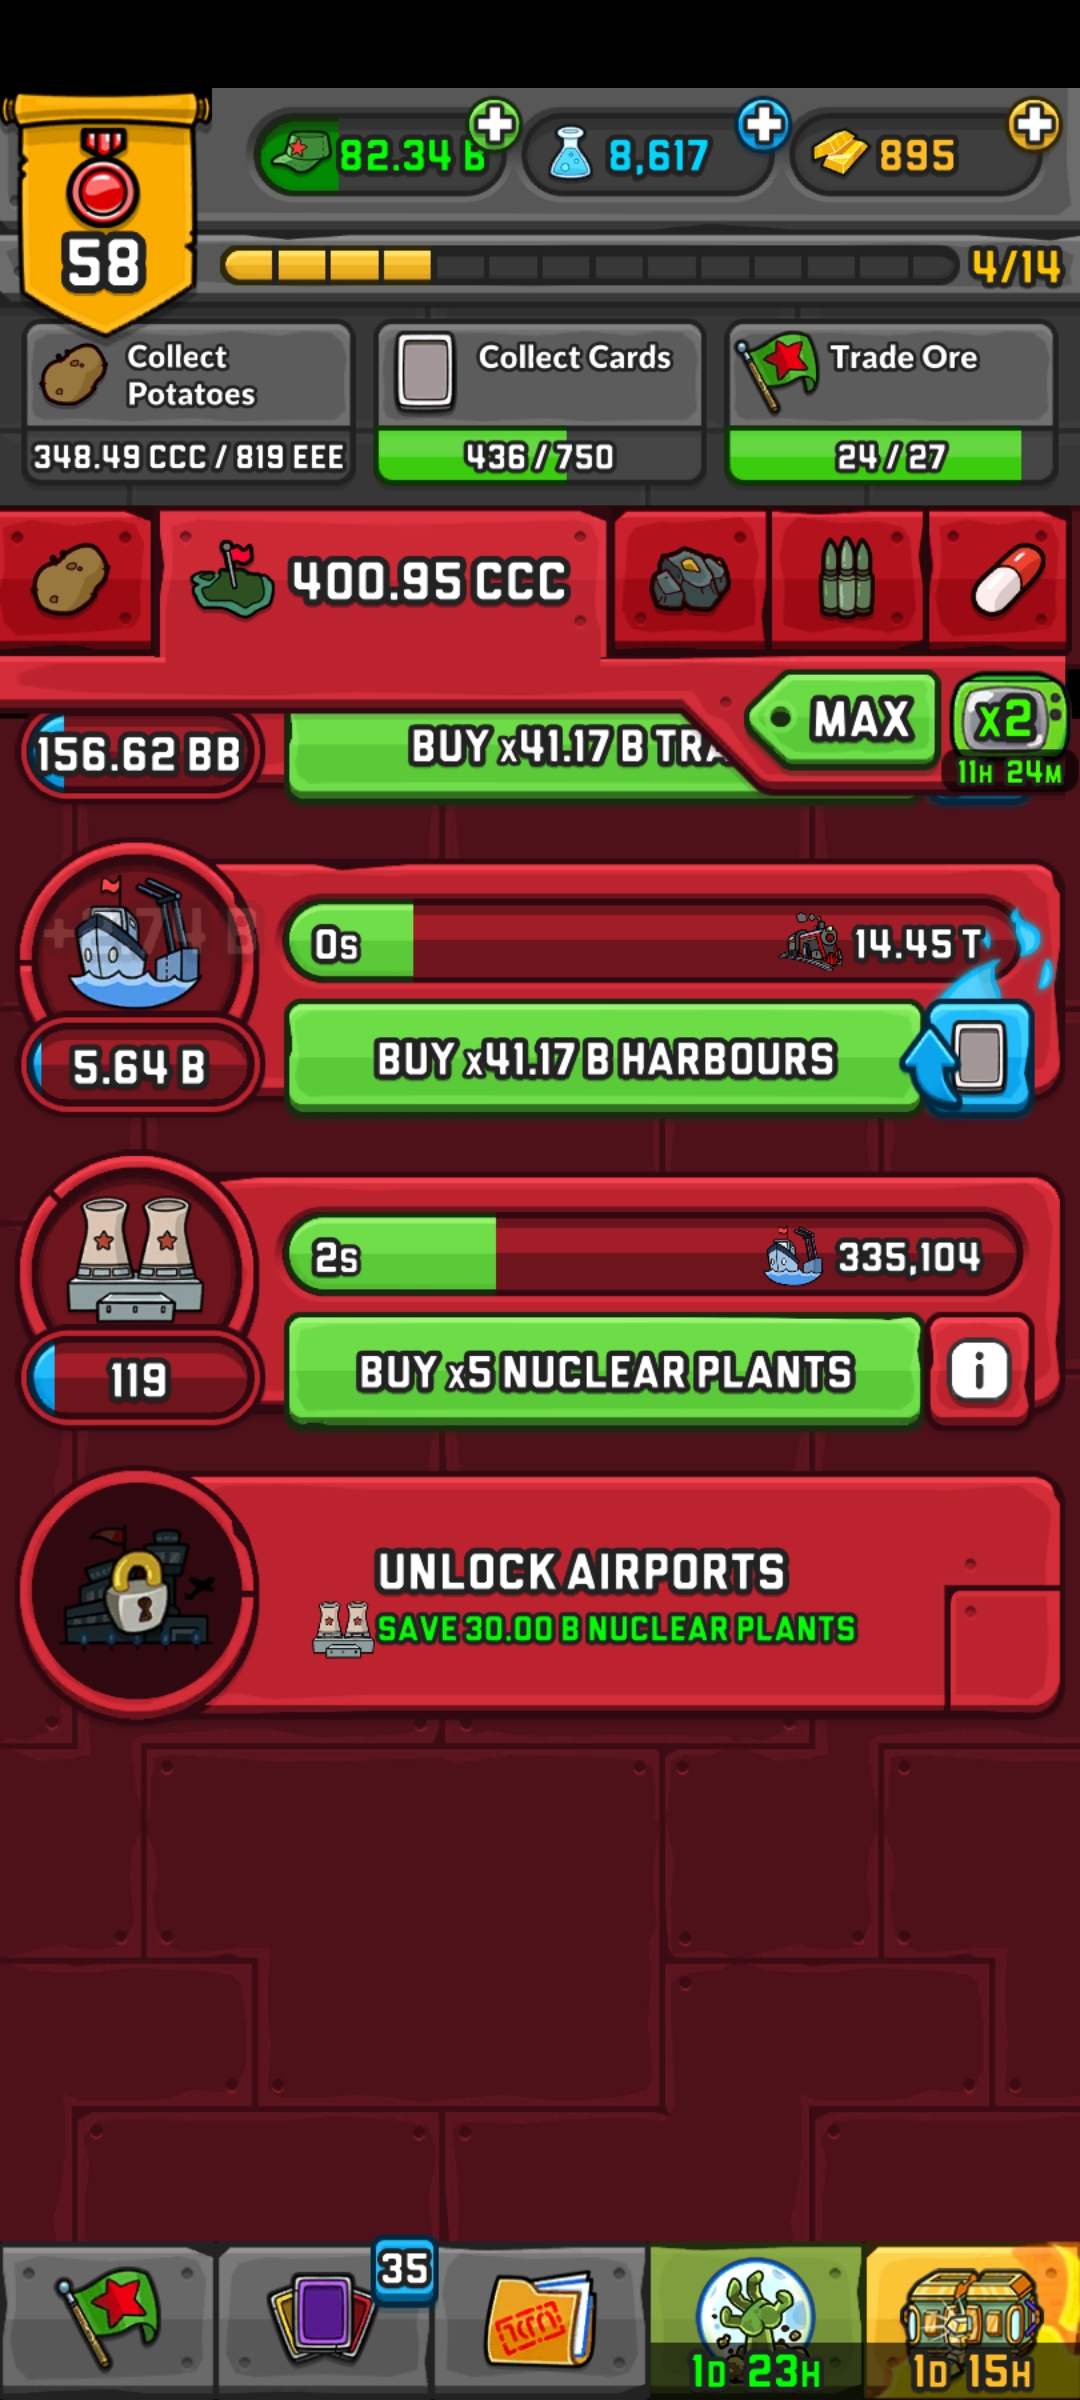 82.34 B
8,617
895
58
4/14
Collect
Potatoes
348.49 CCC / 819 EEE
Collect Cards
436 / 750
Trade Ore
24 / 27
400.95 CCC
MAX
x2
11H 24M
156.62 BB
BUY x41.17 B
0s
14.45 T
5.64 B
BUY x41.17 B HARBOURS
2s
335,104
119
BUY x5 NUCLEAR PLANTS
i
UNLOCK AIRPORTS
SAVE 30.00 B NUCLEAR PLANTS
35
1D 23H
1D 15H